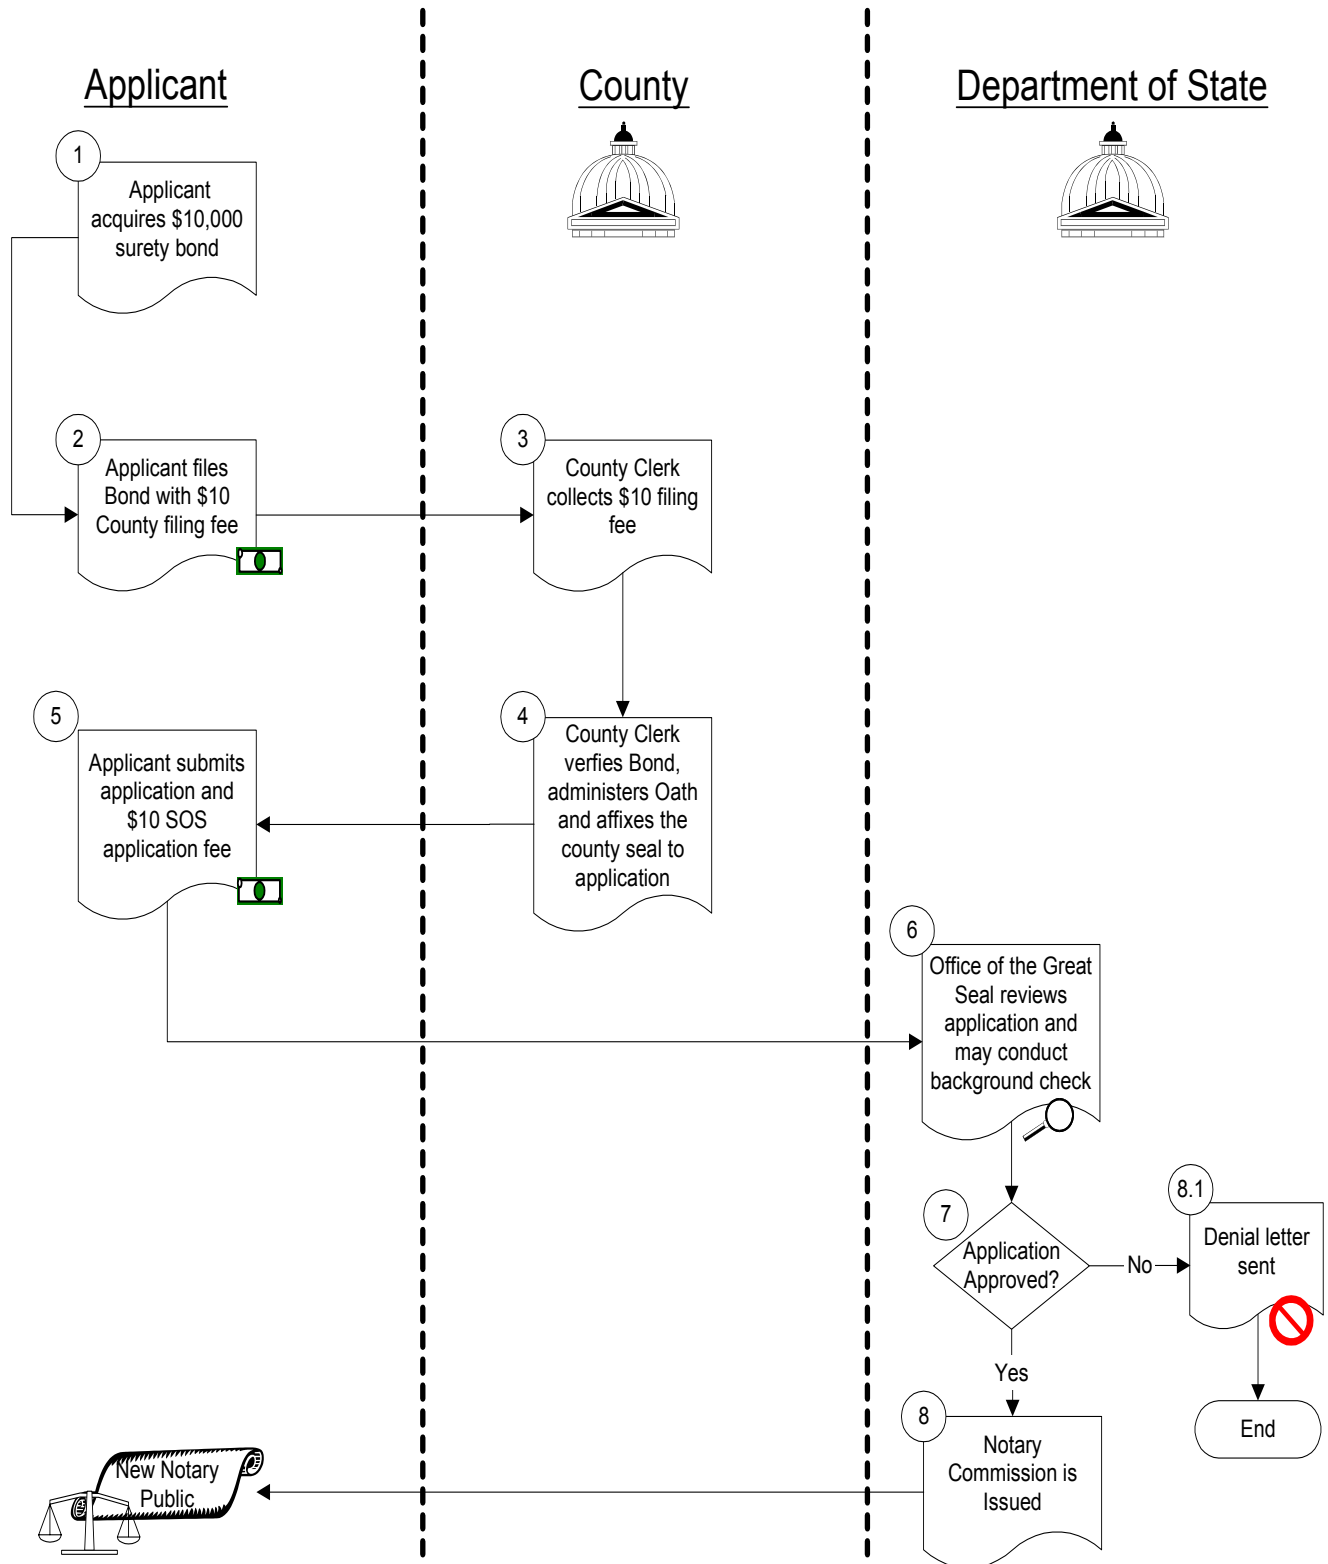 Applicant
County
Department of State
1
Applicant
acquires $10,000
surety bond
2
Applicant files
Bond with $10
County filing fee
3
County Clerk
collects $10 filing
fee
4
County Clerk
verfies Bond,
administers Oath
and affixes the
county seal to
application
5
Applicant submits
application and
$10 SOS
application fee
6
Office of the Great
Seal reviews
application and
may conduct
background check
7
Application
Approved?
No
8.1
Denial letter
sent
End
Yes
8
Notary
Commission is
Issued
New Notary
Public